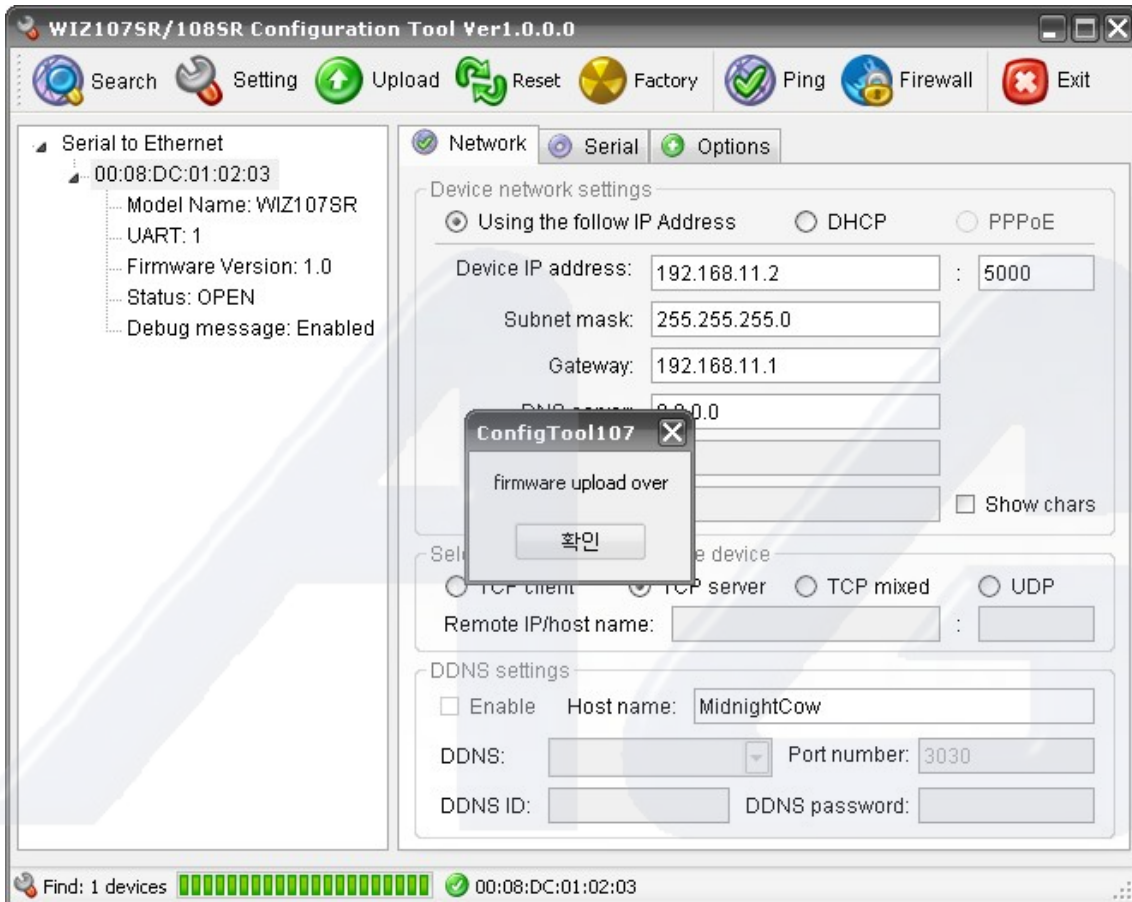 WIZ107SR/108SR Configuration Tool Ver1.0.0.0
Search Setting Upload Reset Factory Ping Firewall Exit
Serial to Ethernet
00:08:DC:01:02:03
Model Name: WIZ107SR
UART: 1
Firmware Version: 1.0
Status: OPEN
Debug message: Enabled
Network Serial Options
Device network settings
Using the follow IP Address DHCP PPPoE
Device IP address: 192.168.11.2 : 5000
Subnet mask: 255.255.255.0
Gateway: 192.168.11.1
ConfigTool107
firmware upload over
확인
Show chars
device
TCP server TCP mixed UDP
Remote IP/host name: :
DDNS settings
Enable Host name: MidnightCow
DDNS: Port number: 3030
DDNS ID: DDNS password:
Find: 1 devices 00:08:DC:01:02:03